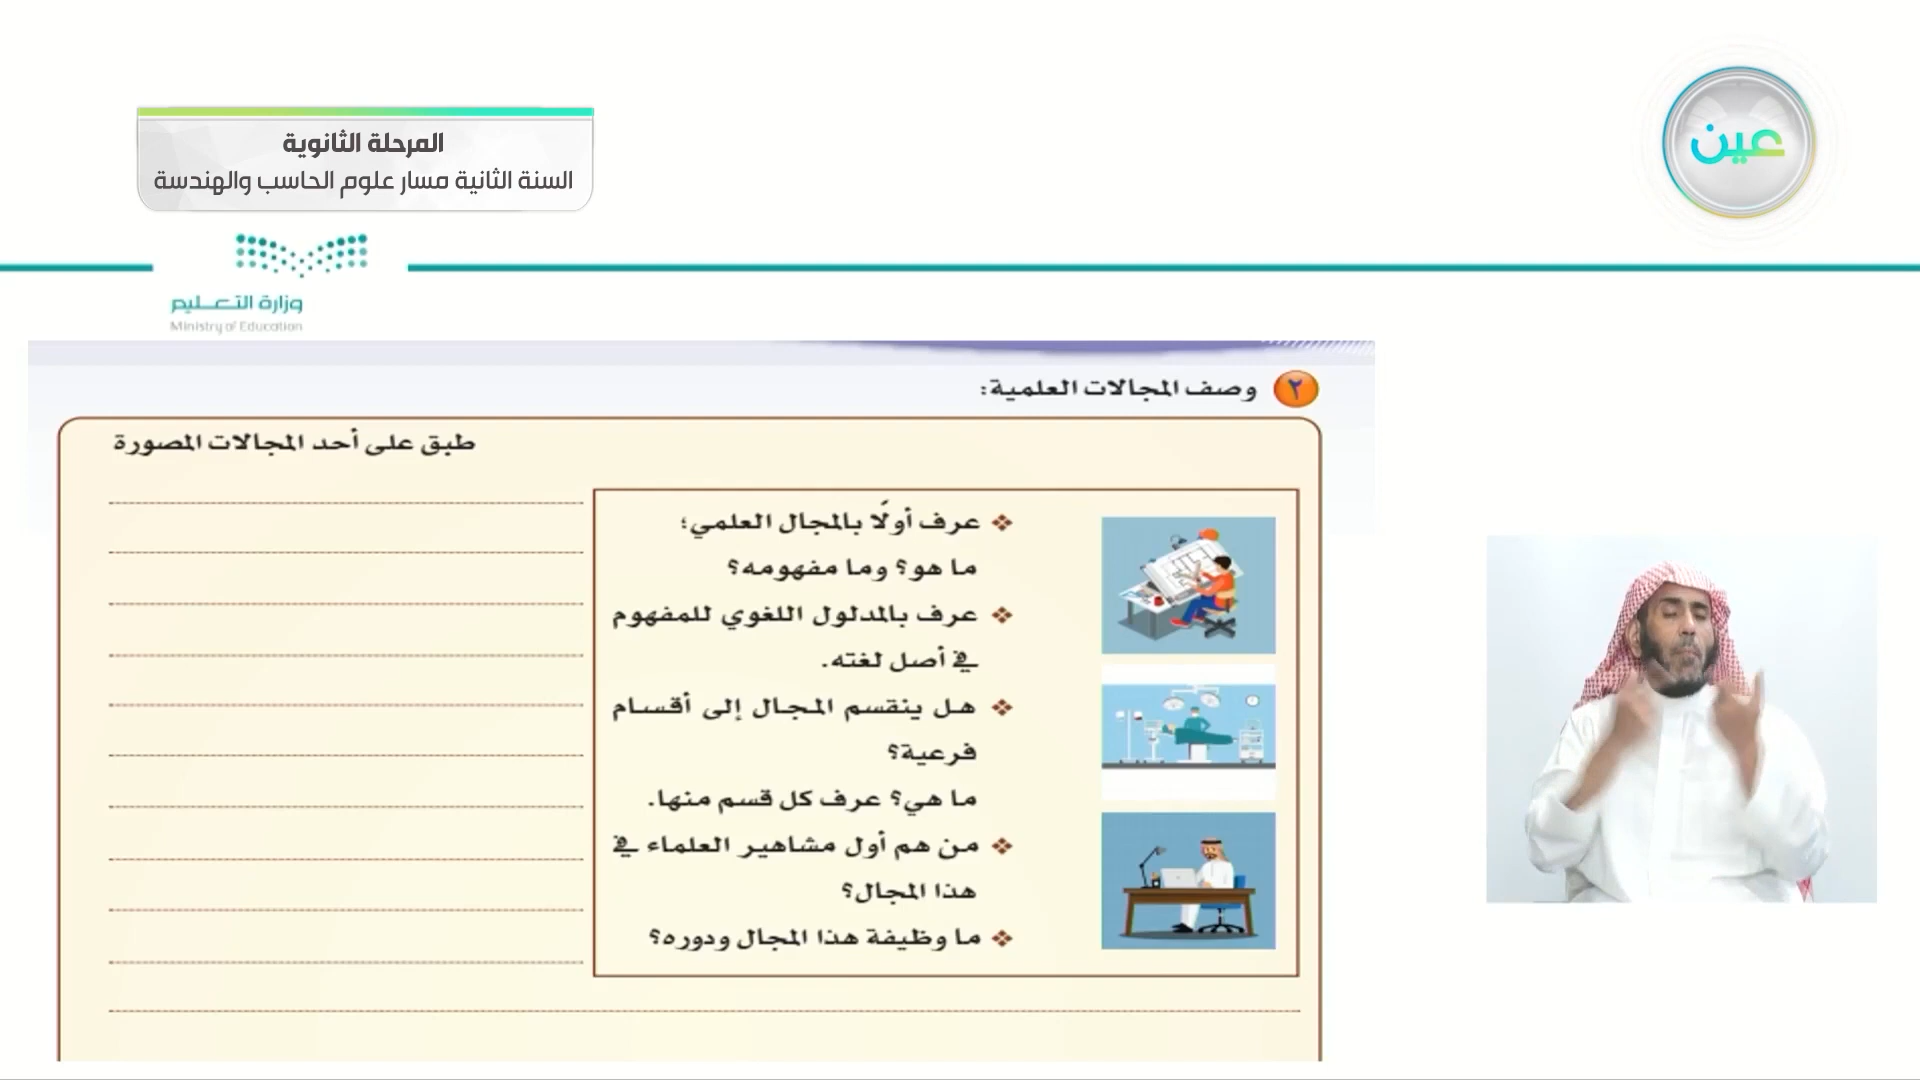 المرحلة الثانوية
السنة الثانية مسار علوم الحاسب والهندسة
عين
وزارة التعليم
Ministry of Education
٢ وصف المجالات العلمية:
طبق على أحد المجالات المصورة
❖ عرف أولًا بالمجال العلمي؛
ما هو؟ وما مفهومه؟
❖ عرف بالمدلول اللغوي للمفهوم
في أصل لغته.
❖ هل ينقسم المجال إلى أقسام
فرعية؟
ما هي؟ عرف كل قسم منها.
❖ من هم أول مشاهير العلماء في
هذا المجال؟
❖ ما وظيفة هذا المجال ودوره؟